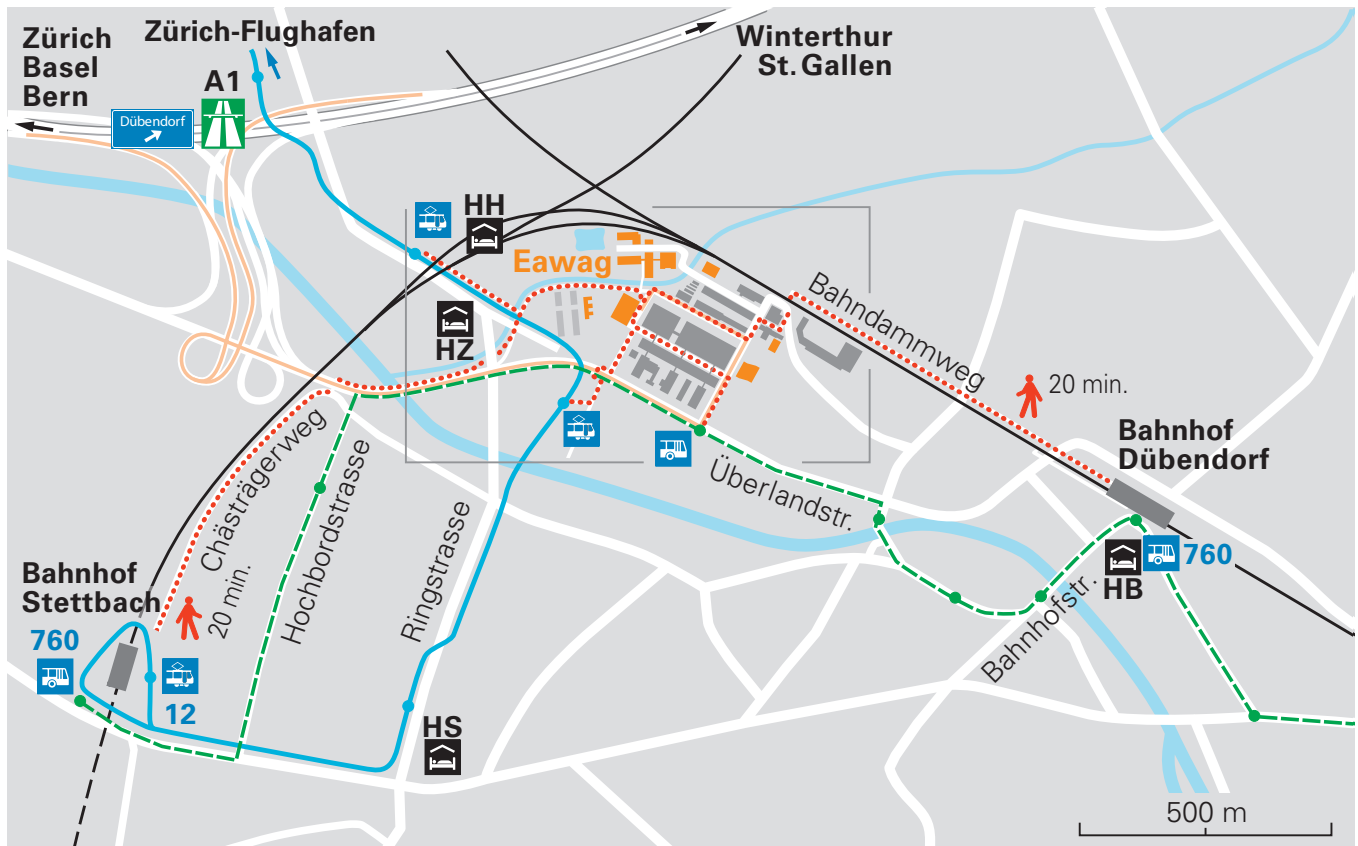 Zürich
Basel
Bern
Zürich-Flughafen
A1
Dübendorf
Winterthur
St. Gallen
HH
Eawag
HZ
Bahndammweg
20 min.
Bahnhof
Dübendorf
Überlandstr.
Chästrägerweg
20 min.
Hochbordstrasse
Ringstrasse
Bahnhof
Stettbach
760
12
HS
Bahnhofstr.
HB
760
500 m